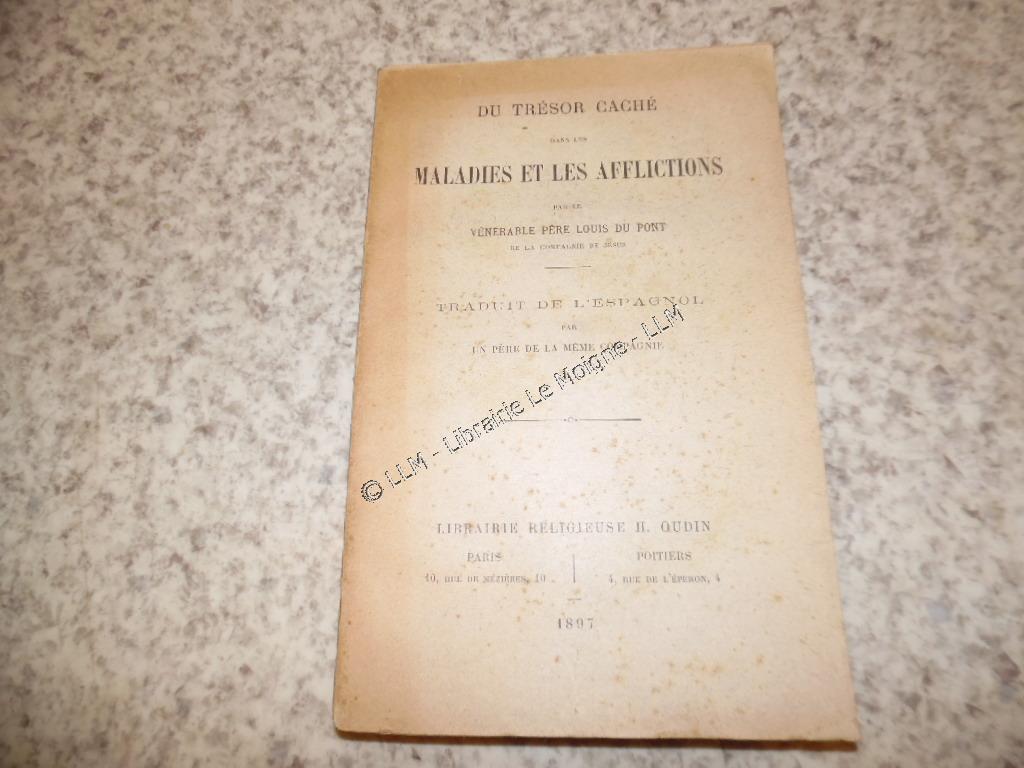 DU TRÉSOR CACHÉ
DANS LES
MALADIES ET LES AFFLICTIONS
PAR LE
VÉNÉRABLE PÈRE LOUIS DU PONT
DE LA COMPAGNIE DE JÉSUS
TRADUIT DE L'ESPAGNOL
PAR
UN PÈRE DE LA MÊME COMPAGNIE
© LLM - Librairie Le Moigne - LLM
LIBRAIRIE RELIGIEUSE H. OUDIN
PARIS
10, RUE DE MÉZIÈRES, 10
POITIERS
4, RUE DE L'ÉPERON, 4
1897